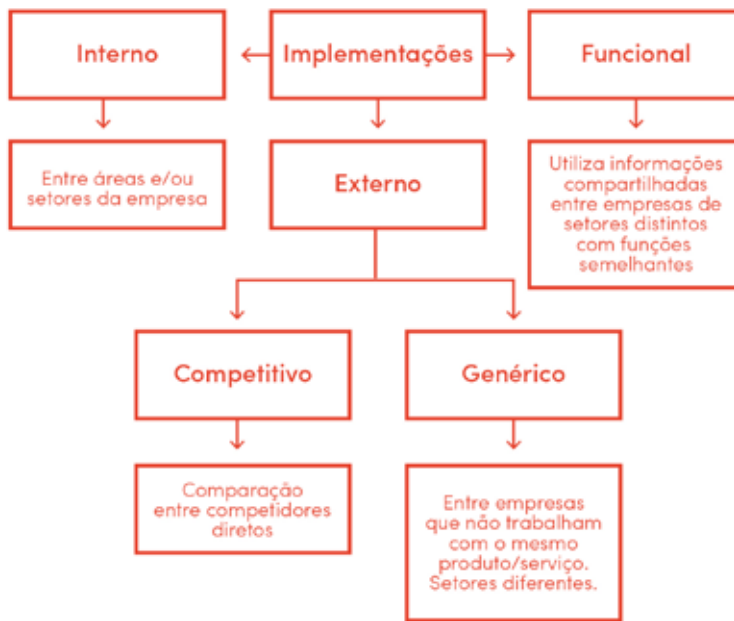 Interno
Implementações
Funcional
Entre áreas e/ou
setores da empresa
Externo
Utiliza informações
compartilhadas
entre empresas de
setores distintos
com funções
semelhantes
Competitivo
Genérico
Comparação
entre competidores
diretos
Entre empresas
que não trabalham
com o mesmo
produto/serviço.
Setores diferentes.